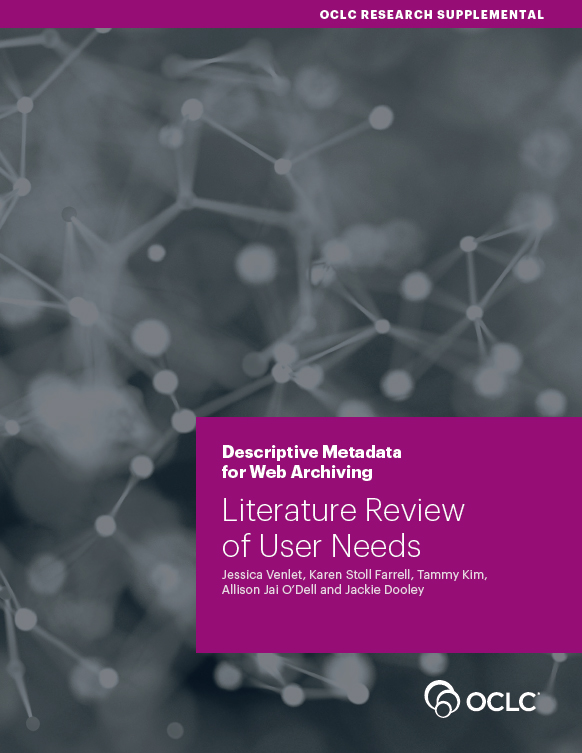 OCLC RESEARCH SUPPLEMENTAL
Descriptive Metadata
for Web Archiving
Literature Review
of User Needs
Jessica Venlet, Karen Stoll Farrell, Tammy Kim,
Allison Jai O’Dell and Jackie Dooley
OCLC